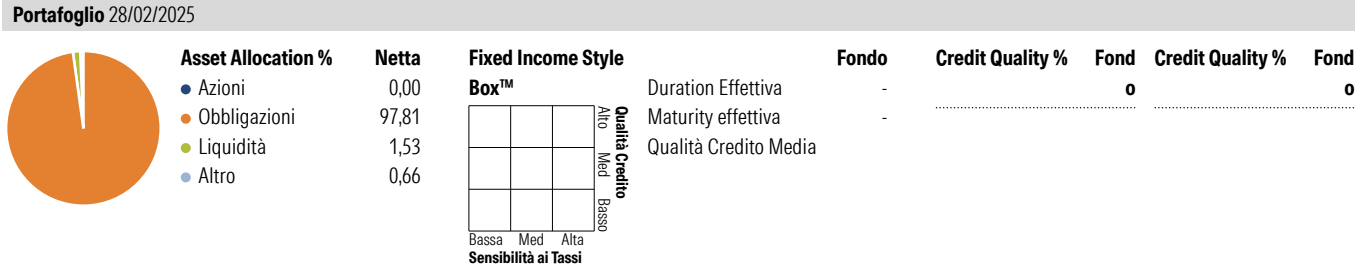 Portafoglio 28/02/2025
Asset Allocation % Netta
Azioni 0,00
Obbligazioni 97,81
Liquidità 1,53
Altro 0,66
Fixed Income Style
Box™
Alto Med Basso
Qualità Credito
Bassa Med Alta
Sensibilità ai Tassi
Fondo
Duration Effettiva -
Maturity effettiva -
Qualità Credito Media
Credit Quality % Fond
o
Credit Quality % Fond
o